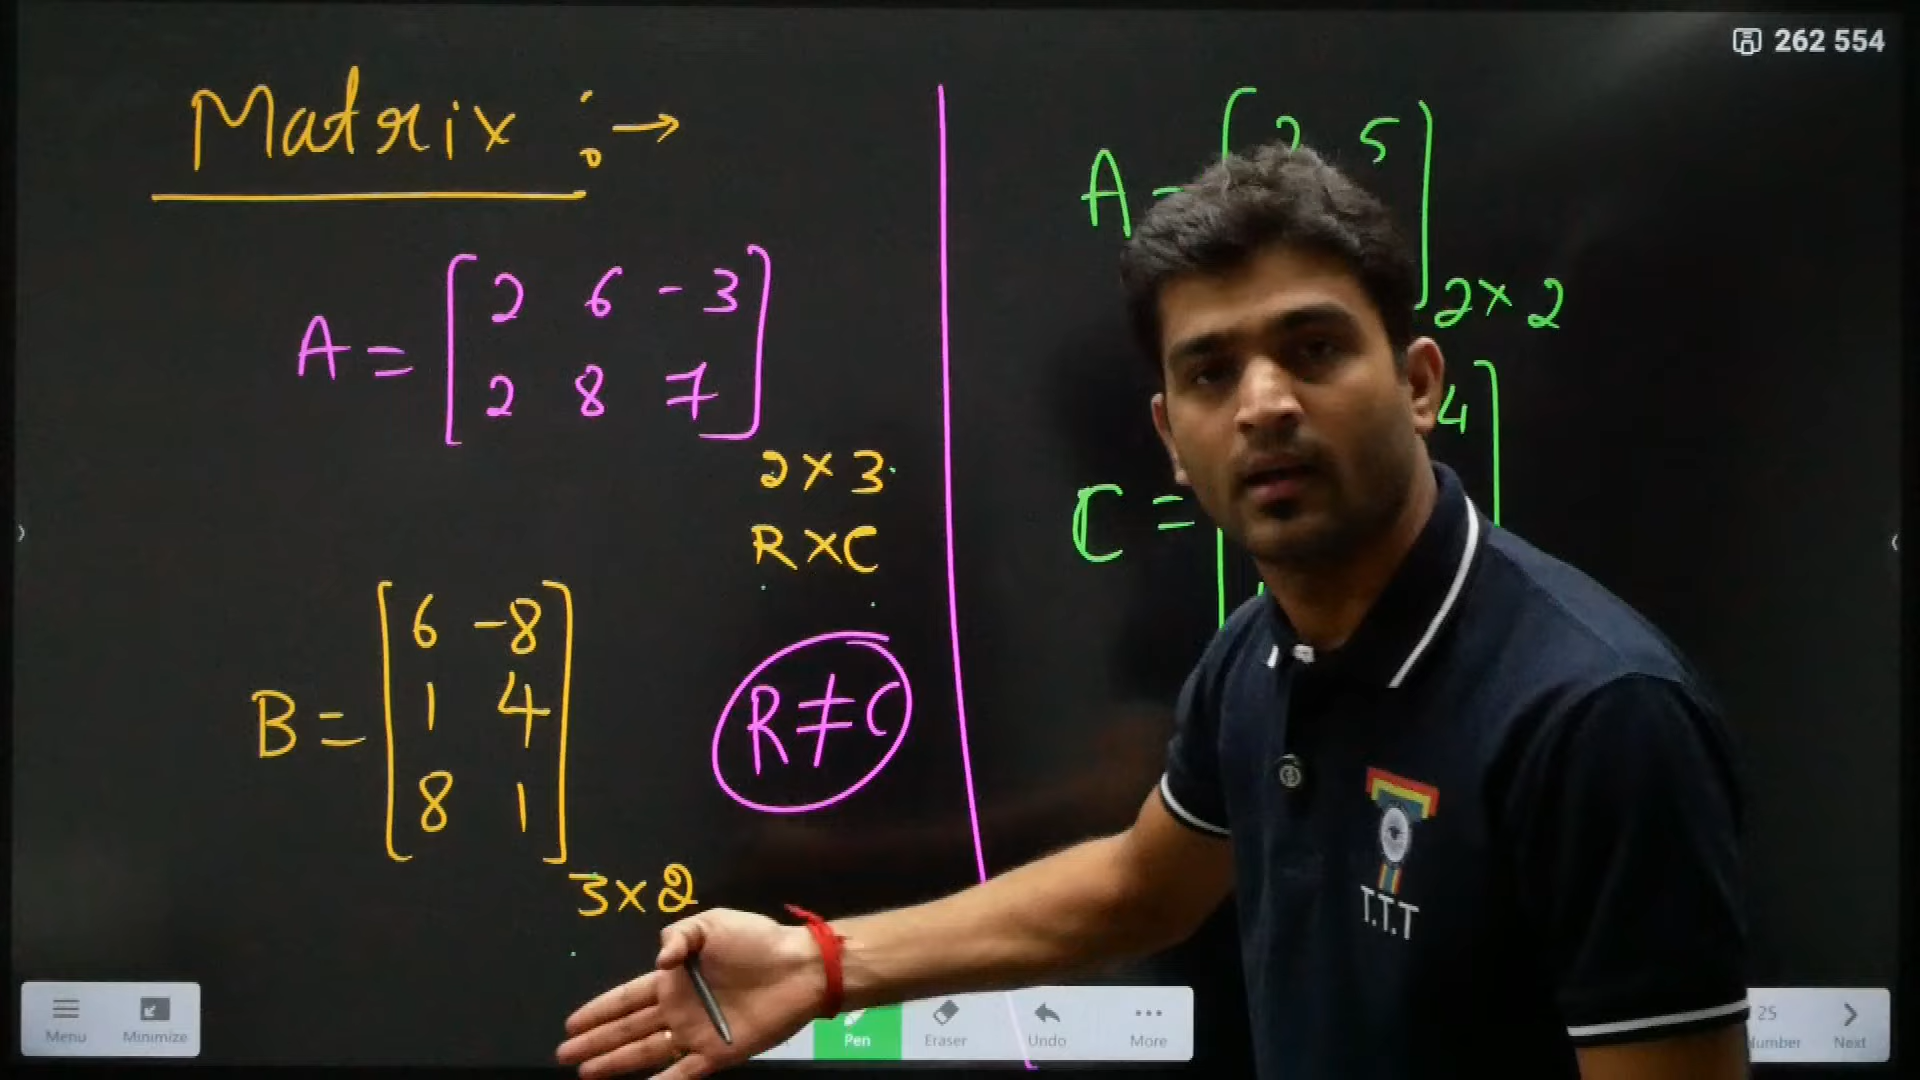 262 554
Matrix :→
A = [ 2 6 -3
2 8 7 ]
2 × 3
R × C
B = [ 6 -8
1 4
8 1 ]
3 × 2
R ≠ C
A = [ 2 5
] 2 × 2
C = [ 4 ]
T.T.T
Menu
Minimize
Pen
Eraser
Undo
More
25
Next